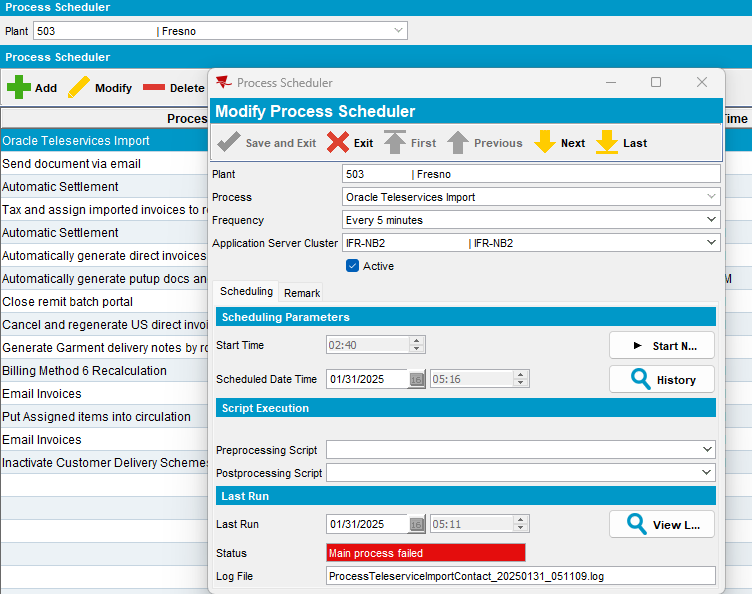 Process Scheduler
Plant 503 | Fresno
Process Scheduler
Add Modify Delete
Process Scheduler
Modify Process Scheduler
Save and Exit Exit First Previous Next Last
Plant 503 | Fresno
Process Oracle Teleservices Import
Frequency Every 5 minutes
Application Server Cluster IFR-NB2 | IFR-NB2
Active
Scheduling Remark
Scheduling Parameters
Start Time 02:40 Start N...
Scheduled Date Time 01/31/2025 16 05:16 History
Script Execution
Preprocessing Script
Postprocessing Script
Last Run
Last Run 01/31/2025 16 05:11 View L...
Status Main process failed
Log File ProcessTeleserviceImportContact_20250131_051109.log
Proces
Oracle Teleservices Import
Send document via email
Automatic Settlement
Tax and assign imported invoices to r
Automatic Settlement
Automatically generate direct invoices
Automatically generate putup docs an
Close remit batch portal
Cancel and regenerate US direct invoi
Generate Garment delivery notes by ro
Billing Method 6 Recalculation
Email Invoices
Put Assigned items into circulation
Email Invoices
Inactivate Customer Delivery Schemes
ime
M